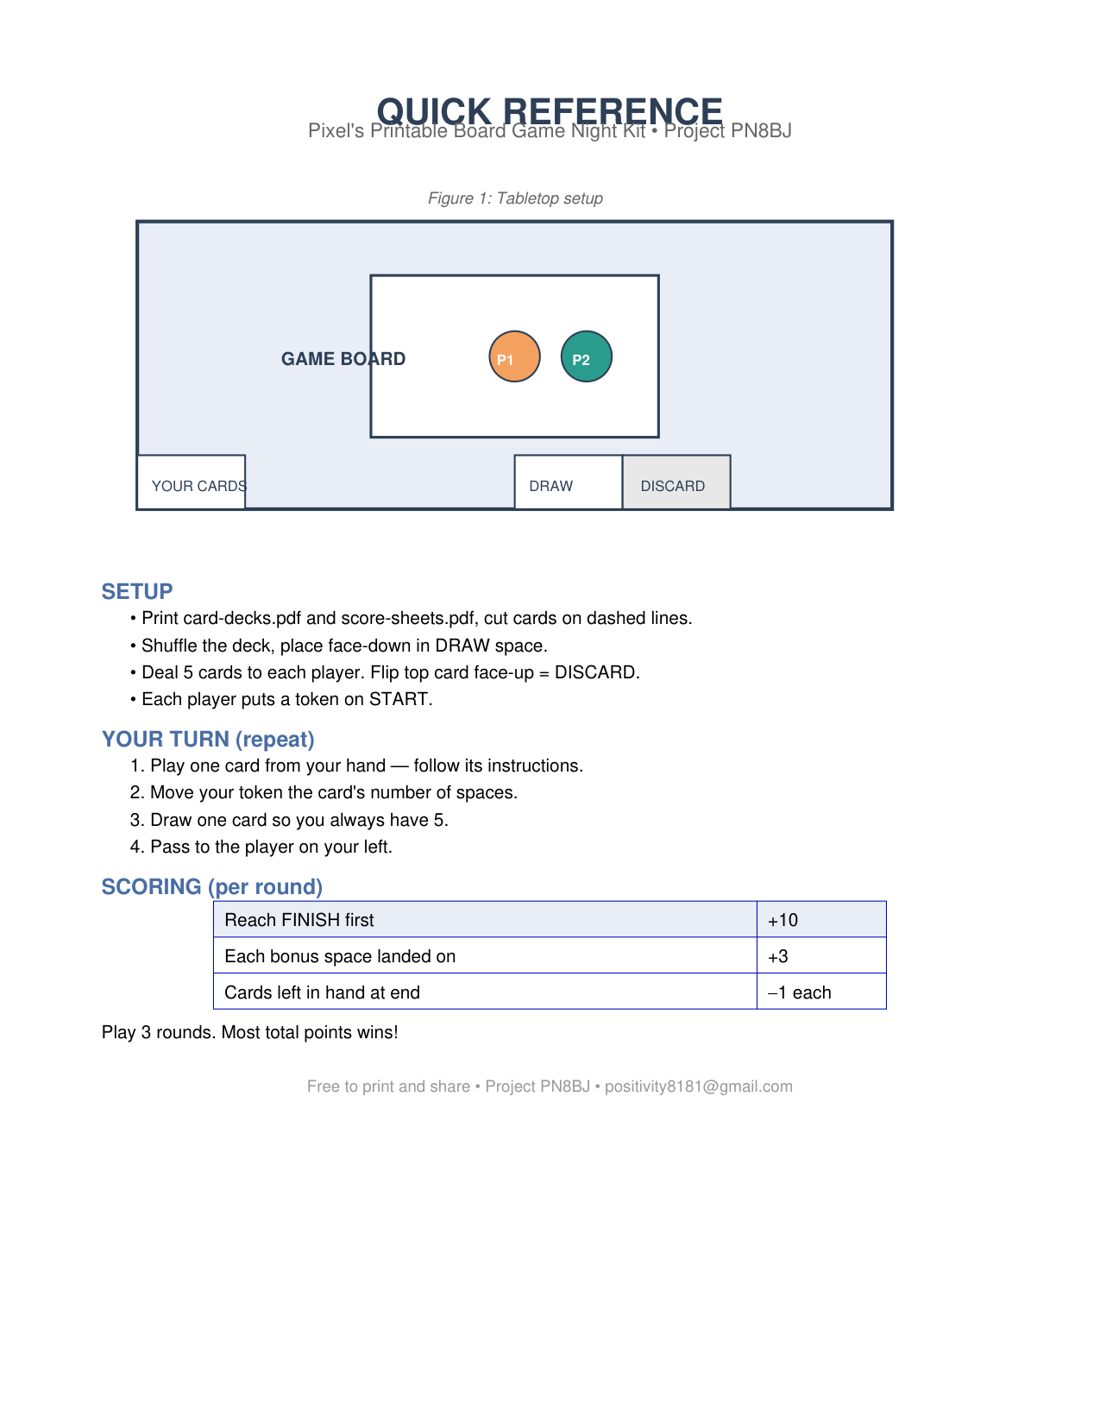 QUICK REFERENCE
Pixel's Printable Board Game Night Kit • Project PN8BJ
Figure 1: Tabletop setup
GAME BOARD
P1
P2
YOUR CARDS
DRAW
DISCARD
SETUP
• Print card-decks.pdf and score-sheets.pdf, cut cards on dashed lines.
• Shuffle the deck, place face-down in DRAW space.
• Deal 5 cards to each player. Flip top card face-up = DISCARD.
• Each player puts a token on START.
YOUR TURN (repeat)
1. Play one card from your hand — follow its instructions.
2. Move your token the card's number of spaces.
3. Draw one card so you always have 5.
4. Pass to the player on your left.
SCORING (per round)
Reach FINISH first +10
Each bonus space landed on +3
Cards left in hand at end −1 each
Play 3 rounds. Most total points wins!
Free to print and share • Project PN8BJ • positivity8181@gmail.com